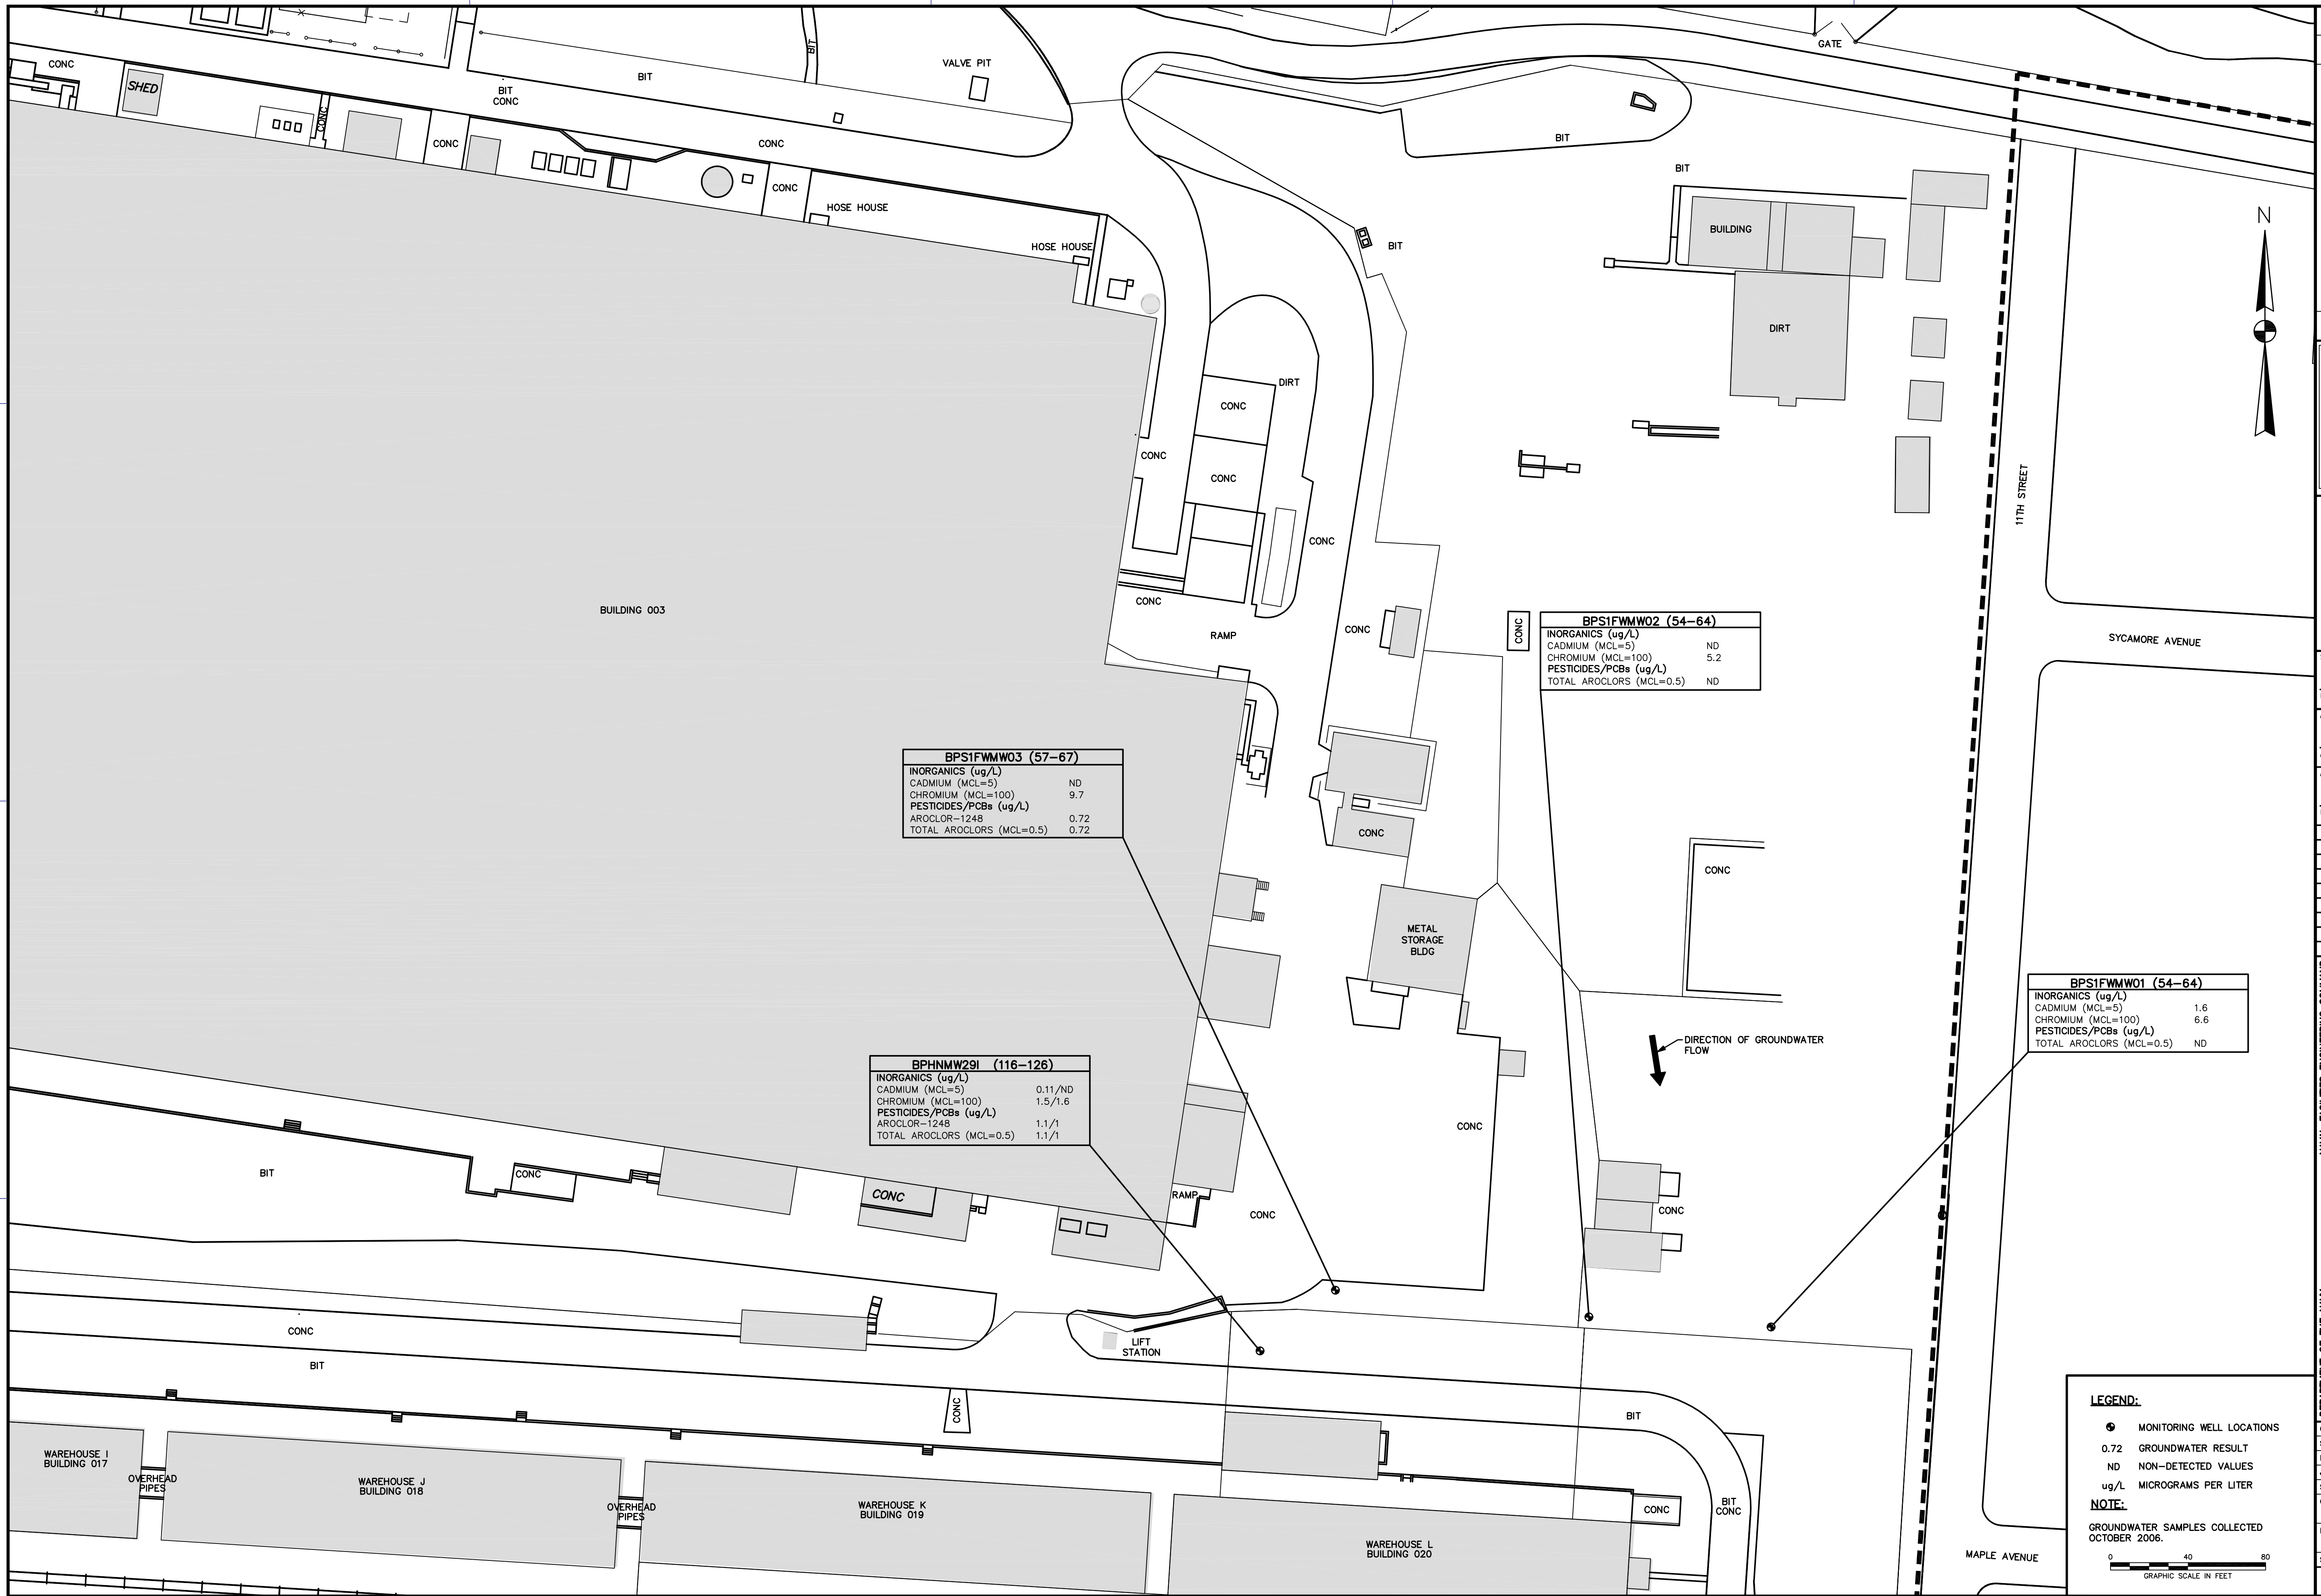 GATE
CONC
VALVE PIT
BIT
BIT
SHED
BIT
CONC
CONC
CONC
CONC
BIT
CONC
HOSE HOUSE
BIT
BUILDING
N
HOSE HOUSE
BIT
DIRT
DIRT
CONC
CONC
CONC
11TH STREET
CONC
CONC
BUILDING 003
RAMP
CONC
CONC
SYCAMORE AVENUE
BPS1FWMW02 (54-64)
INORGANICS (ug/L)
CADMIUM (MCL=5) ND
CHROMIUM (MCL=100) 5.2
PESTICIDES/PCBs (ug/L)
TOTAL AROCLORS (MCL=0.5) ND
BPS1FWMW03 (57-67)
INORGANICS (ug/L)
CADMIUM (MCL=5) ND
CHROMIUM (MCL=100) 9.7
PESTICIDES/PCBs (ug/L)
AROCLOR-1248 0.72
TOTAL AROCLORS (MCL=0.5) 0.72
CONC
CONC
METAL
STORAGE
BLDG
BPS1FWMW01 (54-64)
INORGANICS (ug/L)
CADMIUM (MCL=5) 1.6
CHROMIUM (MCL=100) 6.6
PESTICIDES/PCBs (ug/L)
TOTAL AROCLORS (MCL=0.5) ND
DIRECTION OF GROUNDWATER
FLOW
BPHNMW29I (116-126)
INORGANICS (ug/L)
CADMIUM (MCL=5) 0.11/ND
CHROMIUM (MCL=100) 1.5/1.6
PESTICIDES/PCBs (ug/L)
AROCLOR-1248 1.1/1
TOTAL AROCLORS (MCL=0.5) 1.1/1
CONC
BIT
CONC
CONC
RAMP
CONC
CONC
CONC
LIFT
STATION
BIT
CONC
BIT
WAREHOUSE I
BUILDING 017
OVERHEAD
PIPES
WAREHOUSE J
BUILDING 018
OVERHEAD
PIPES
WAREHOUSE K
BUILDING 019
WAREHOUSE L
BUILDING 020
CONC
BIT
CONC
MAPLE AVENUE
LEGEND:
MONITORING WELL LOCATIONS
0.72 GROUNDWATER RESULT
ND NON-DETECTED VALUES
ug/L MICROGRAMS PER LITER
NOTE:
GROUNDWATER SAMPLES COLLECTED
OCTOBER 2006.
0 40 80
GRAPHIC SCALE IN FEET